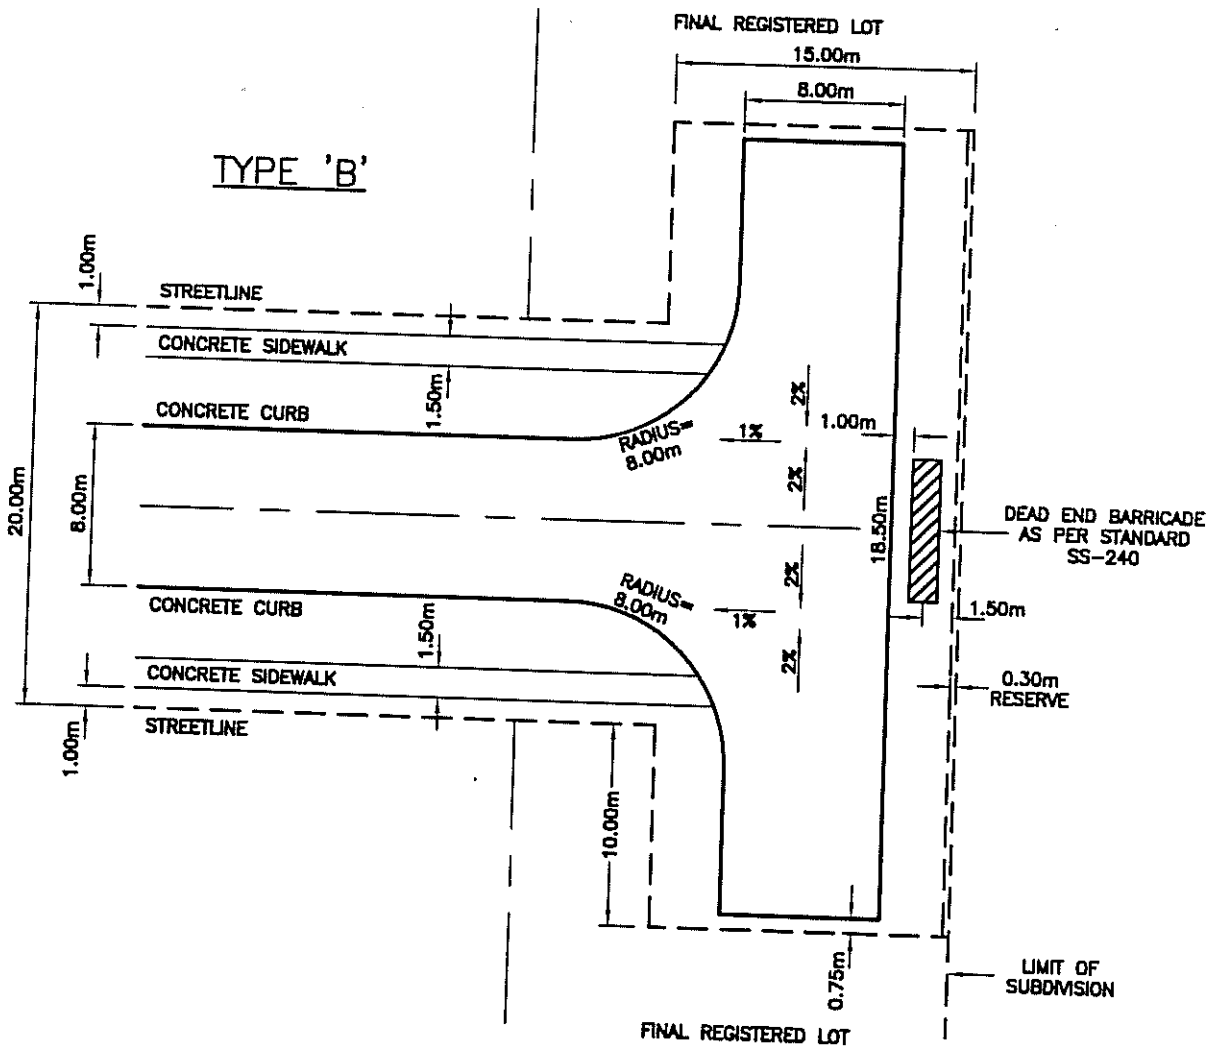 FINAL REGISTERED LOT
15.00m
8.00m
TYPE 'B'
1.00m
STREETLINE
CONCRETE SIDEWALK
1.50m
CONCRETE CURB
RADIUS=
8.00m
1%
2%
1.00m
2%
20.00m
8.00m
18.50m
DEAD END BARRICADE
AS PER STANDARD
SS-240
2%
RADIUS=
8.00m
1%
1.50m
CONCRETE CURB
1.50m
2%
CONCRETE SIDEWALK
0.30m
RESERVE
STREETLINE
1.00m
10.00m
0.75m
LIMIT OF
SUBDIVISION
FINAL REGISTERED LOT